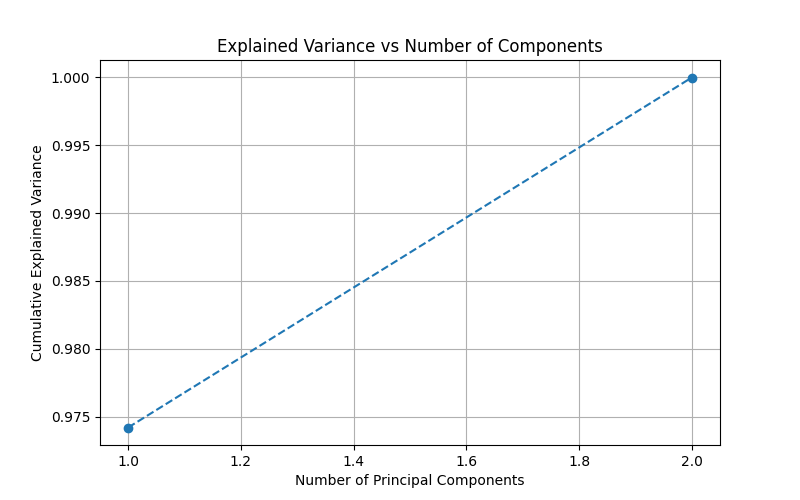 Explained Variance vs Number of Components
1.000
0.995
0.990
0.985
0.980
0.975
Cumulative Explained Variance
1.0 1.2 1.4 1.6 1.8 2.0
Number of Principal Components